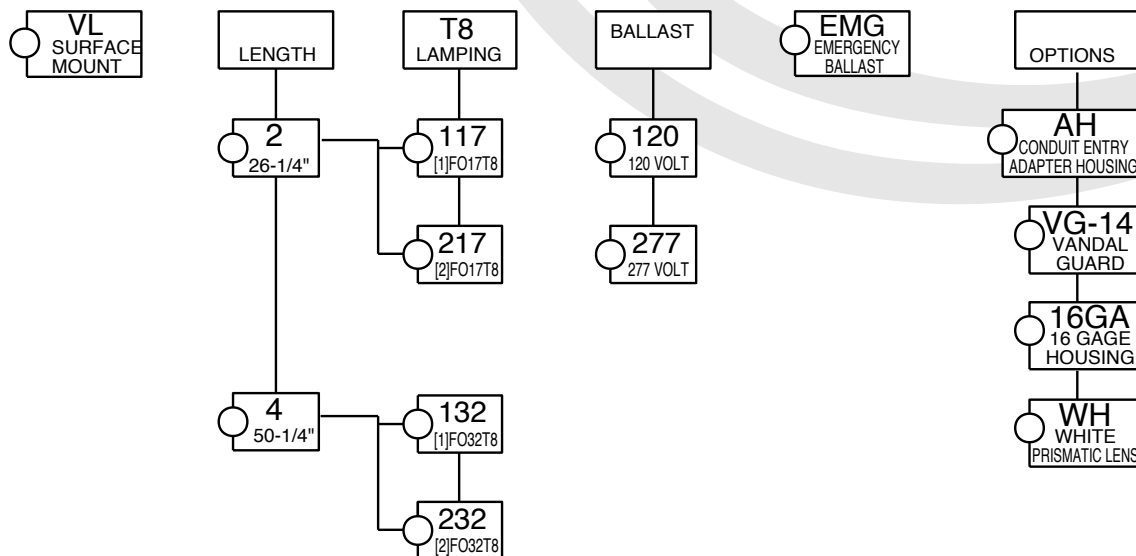 VL
SURFACE
MOUNT
LENGTH
T8
LAMPING
BALLAST
EMG
EMERGENCY
BALLAST
OPTIONS
2
26-1/4"
117
[1]FO17T8
120
120 VOLT
AH
CONDUIT ENTRY
ADAPTER HOUSING
217
[2]FO17T8
277
277 VOLT
VG-14
VANDAL
GUARD
16GA
16 GAGE
HOUSING
4
50-1/4"
132
[1]FO32T8
WH
WHITE
PRISMATIC LENS
232
[2]FO32T8